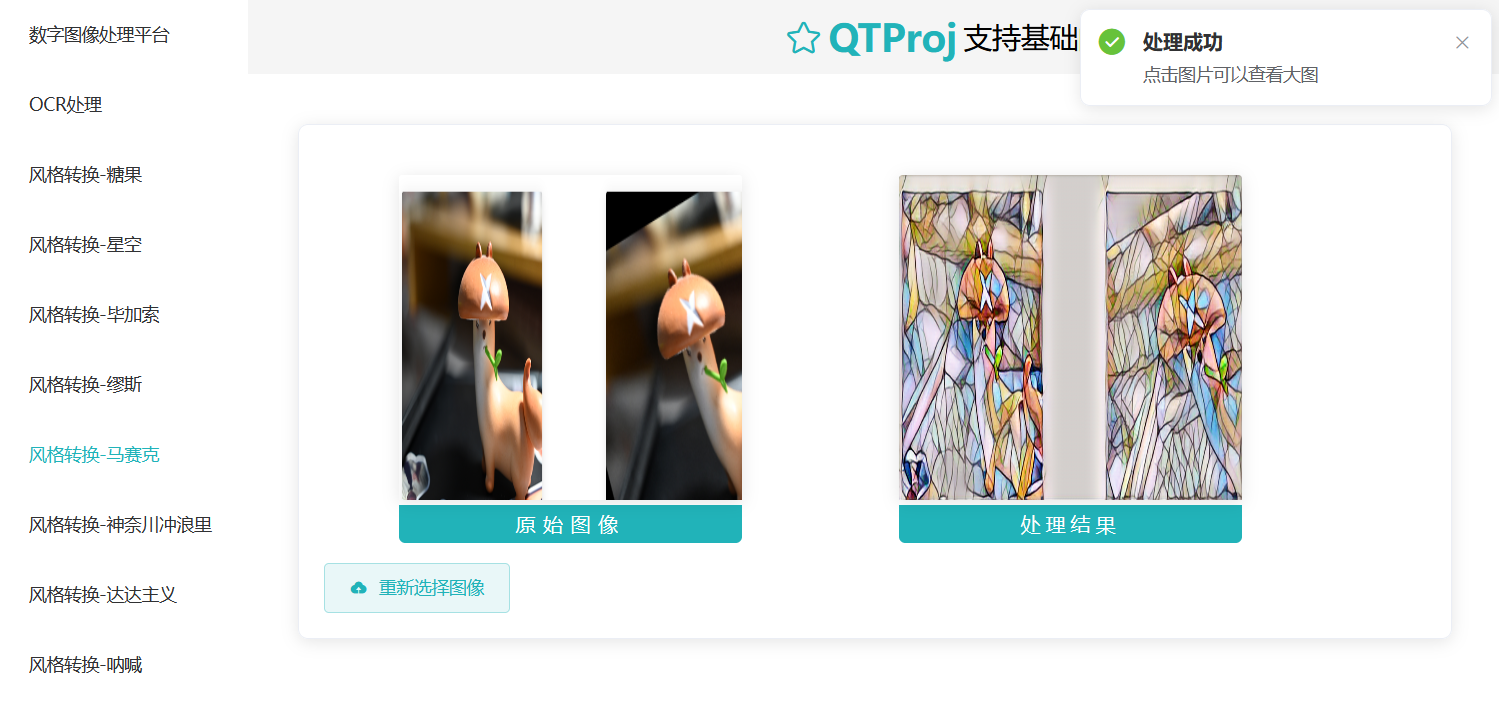 数字图像处理平台
OCR处理
风格转换-糖果
风格转换-星空
风格转换-毕加索
风格转换-缪斯
风格转换-马赛克
风格转换-神奈川冲浪里
风格转换-达达主义
风格转换-呐喊
QTProj 支持基础
处理成功
点击图片可以查看大图
原始图像
处理结果
重新选择图像